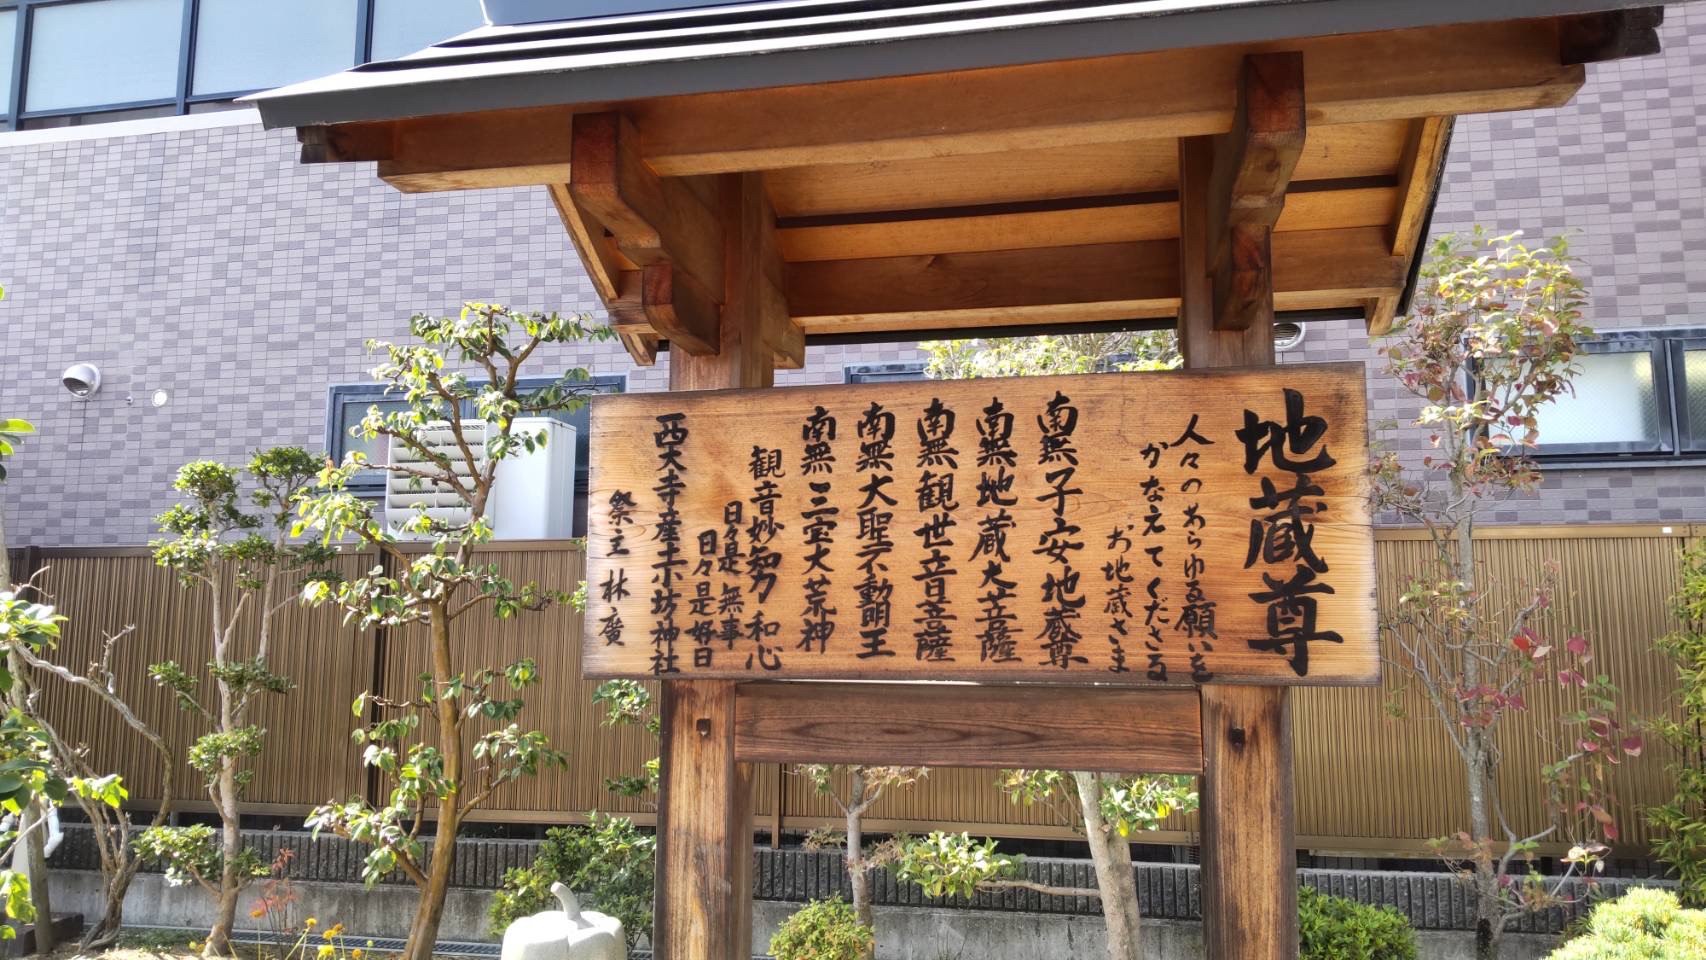 地蔵尊
人々のあらゆる願いを
かなえてくださる
お地蔵さま
南無子安地蔵尊
南無地蔵大菩薩
南無観世音菩薩
南無大聖不動明王
南無三宝大荒神
観音妙智力 和心
日々是無事
日々是好日
西大寺産土坊神社
祭主 林廣